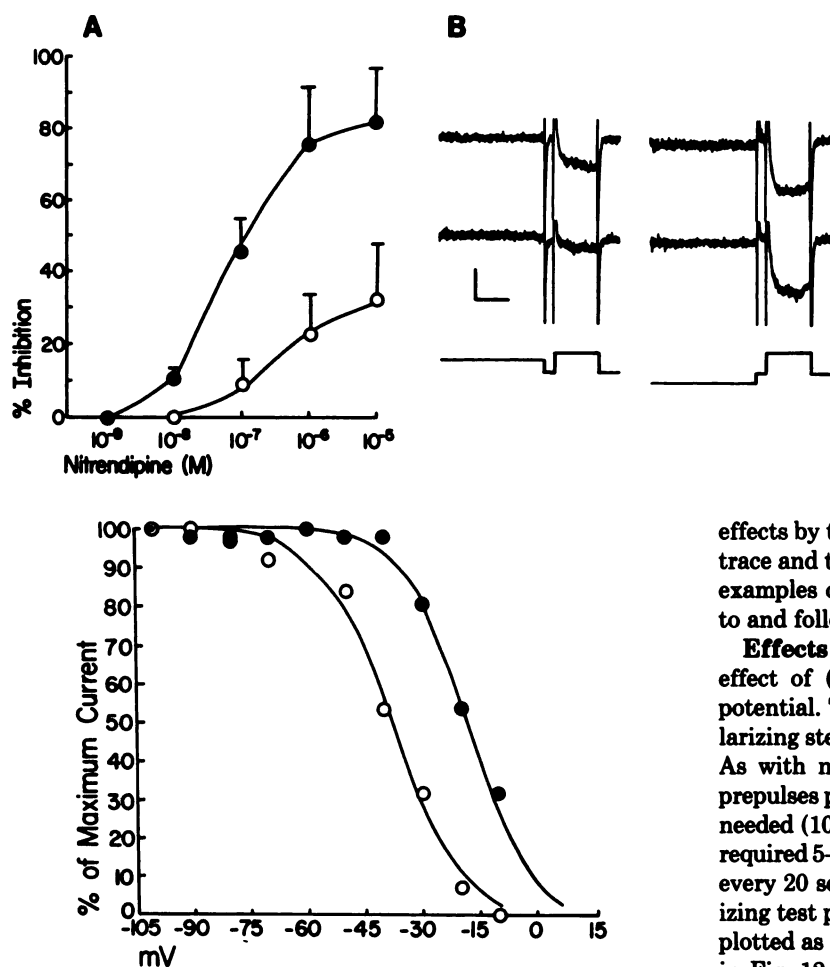 A
B
100
80
60
40
20
0
% Inhibition
10⁻⁹ 10⁻⁸ 10⁻⁷ 10⁻⁶ 10⁻⁵
Nitrendipine (M)
100
90
80
70
60
50
40
30
20
10
0
% of Maximum Current
-105 -90 -75 -60 -45 -30 -15 0 15
mV
effects by t
trace and t
examples o
to and follo
Effects
effect of (
potential.
larizing ste
As with n
prepulses p
needed (10
required 5-
every 20 se
izing test p
plotted as